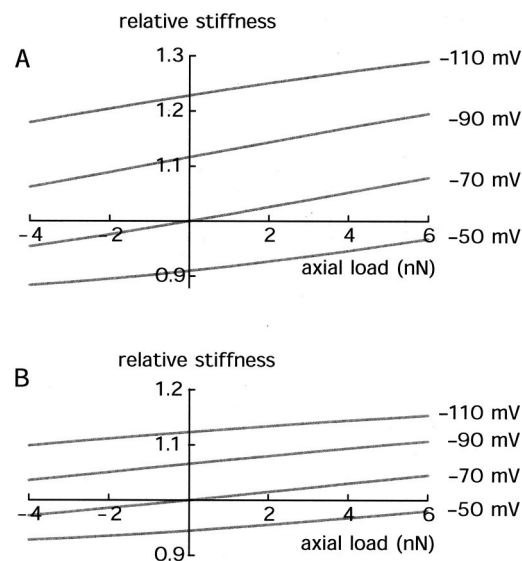 relative stiffness
A
1.3
–110 mV
1.2
–90 mV
1.1
–70 mV
–4 –2 2 4 6
–50 mV
0.9
axial load (nN)
relative stiffness
B
1.2
–110 mV
1.1
–90 mV
–70 mV
–4 –2 2 4 6
–50 mV
0.9
axial load (nN)